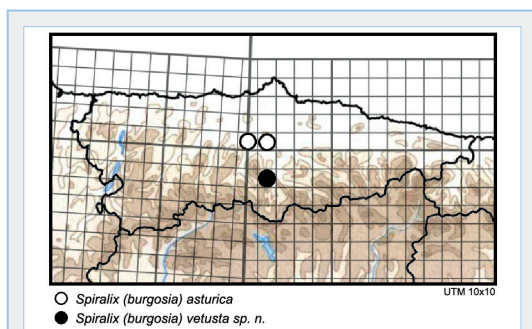 UTM 10x10
Spiralix (burgosia) asturica
Spiralix (burgosia) vetusta sp. n.